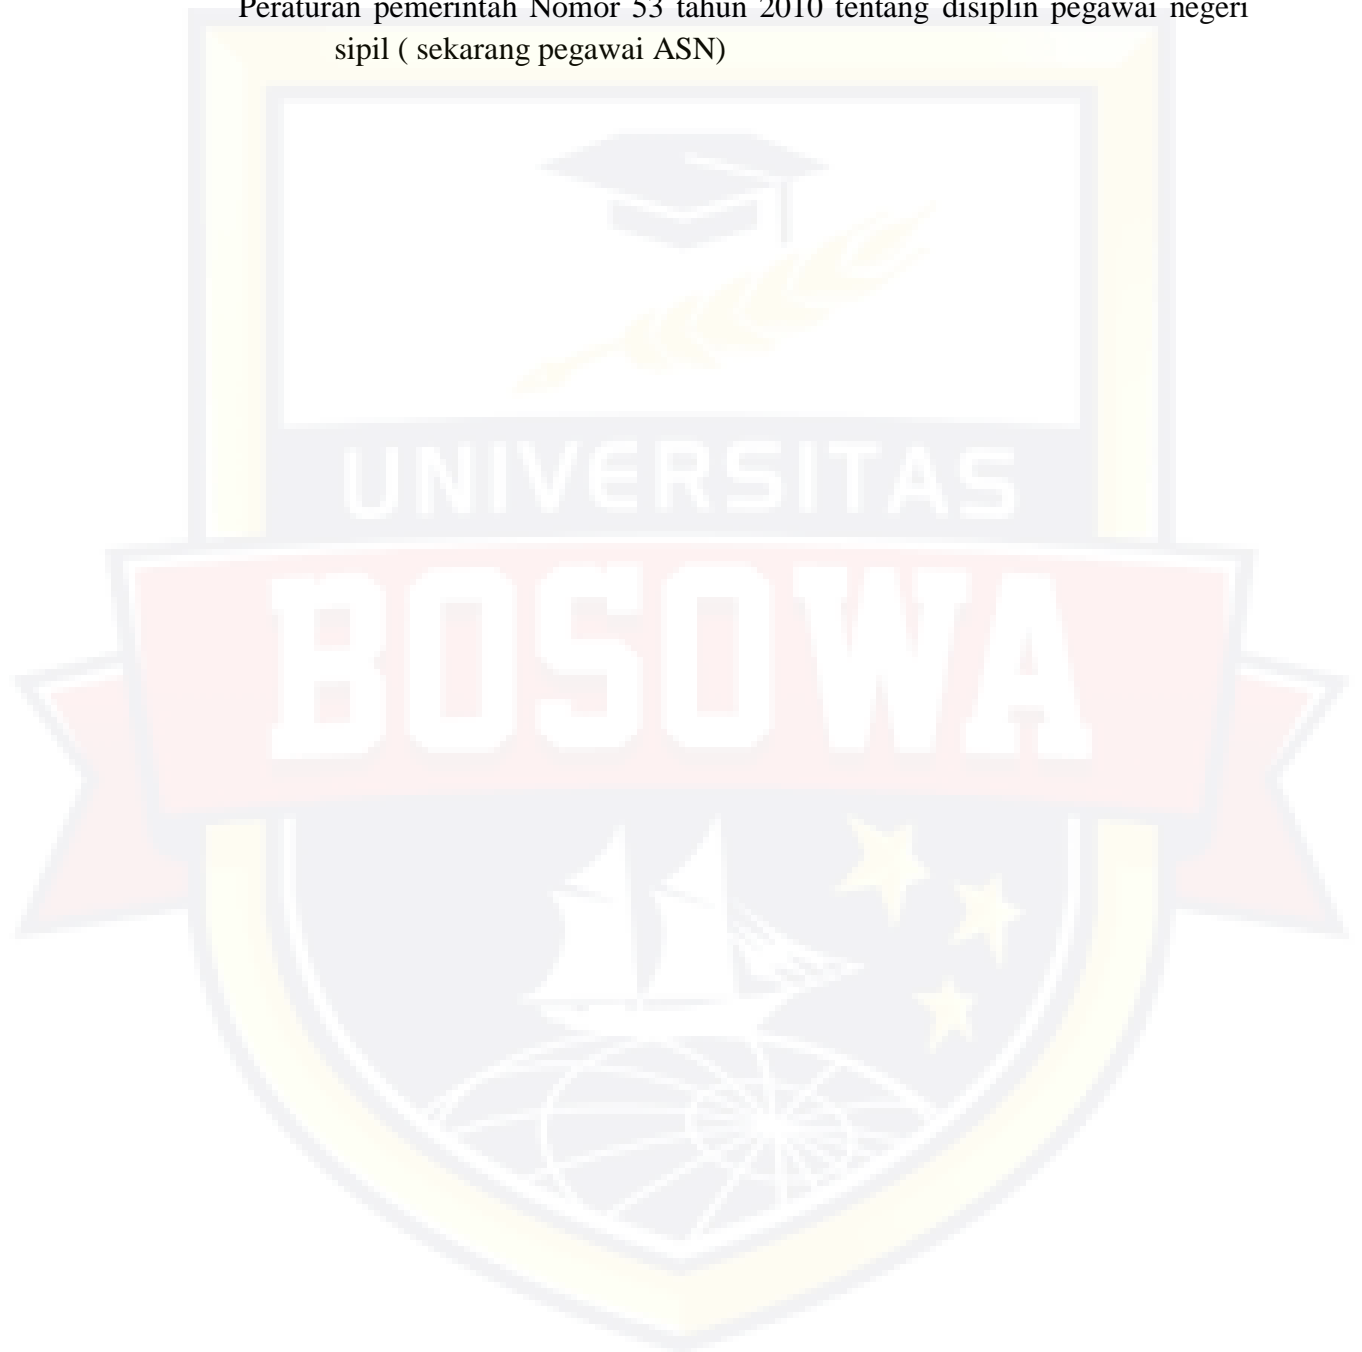 Peraturan pemerintah Nomor 53 tahun 2010 tentang disiplin pegawai negeri
sipil ( sekarang pegawai ASN)
UNIVERSITAS
BOSOWA